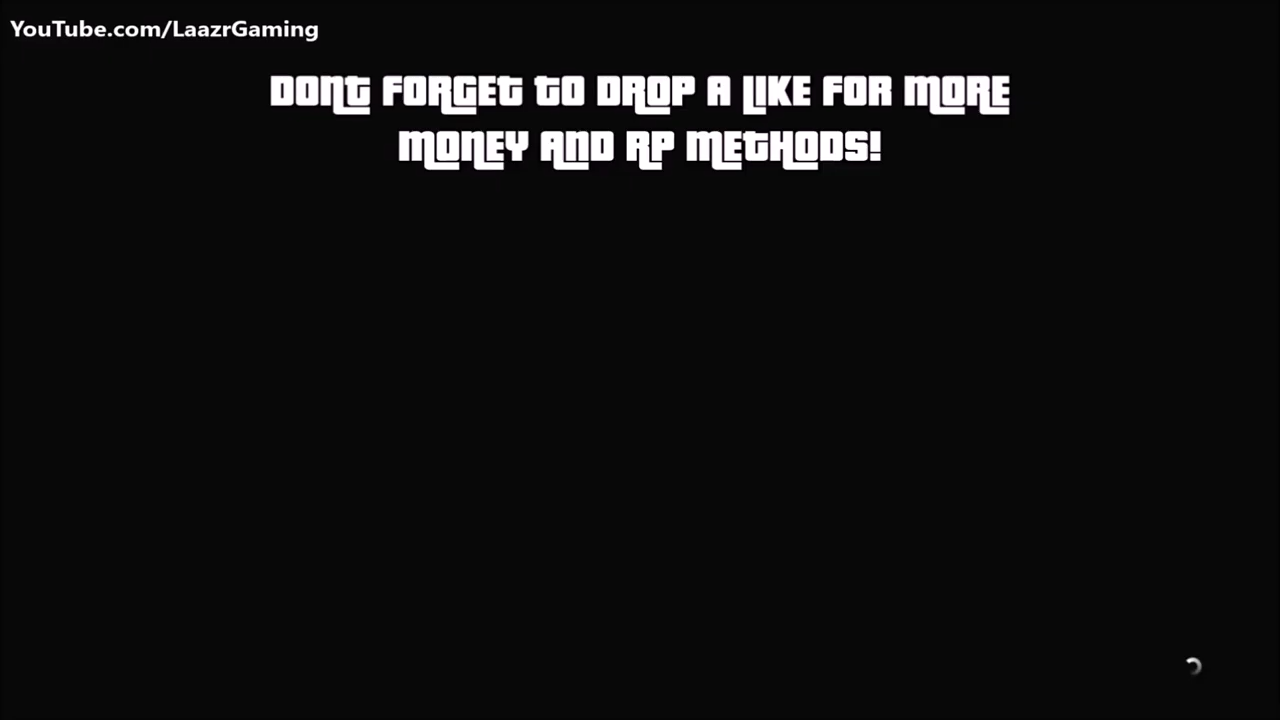 YouTube.com/LaazrGaming
DONT FORGET TO DROP A LIKE FOR MORE
MONEY AND RP METHODS!